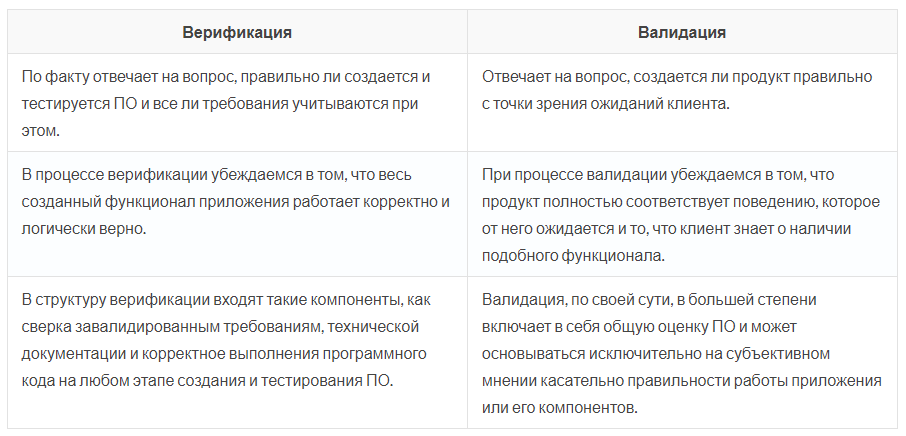 Верификация
Валидация
По факту отвечает на вопрос, правильно ли создается и
тестируется ПО и все ли требования учитываются при
этом.
Отвечает на вопрос, создается ли продукт правильно
с точки зрения ожиданий клиента.
В процессе верификации убеждаемся в том, что весь
созданный функционал приложения работает корректно и
логически верно.
При процессе валидации убеждаемся в том, что
продукт полностью соответствует поведению, которое
от него ожидается и то, что клиент знает о наличии
подобного функционала.
В структуру верификации входят такие компоненты, как
сверка завалидированным требованиям, технической
документации и корректное выполнения программного
кода на любом этапе создания и тестирования ПО.
Валидация, по своей сути, в большей степени
включает в себя общую оценку ПО и может
основываться исключительно на субъективном
мнении касательно правильности работы приложения
или его компонентов.